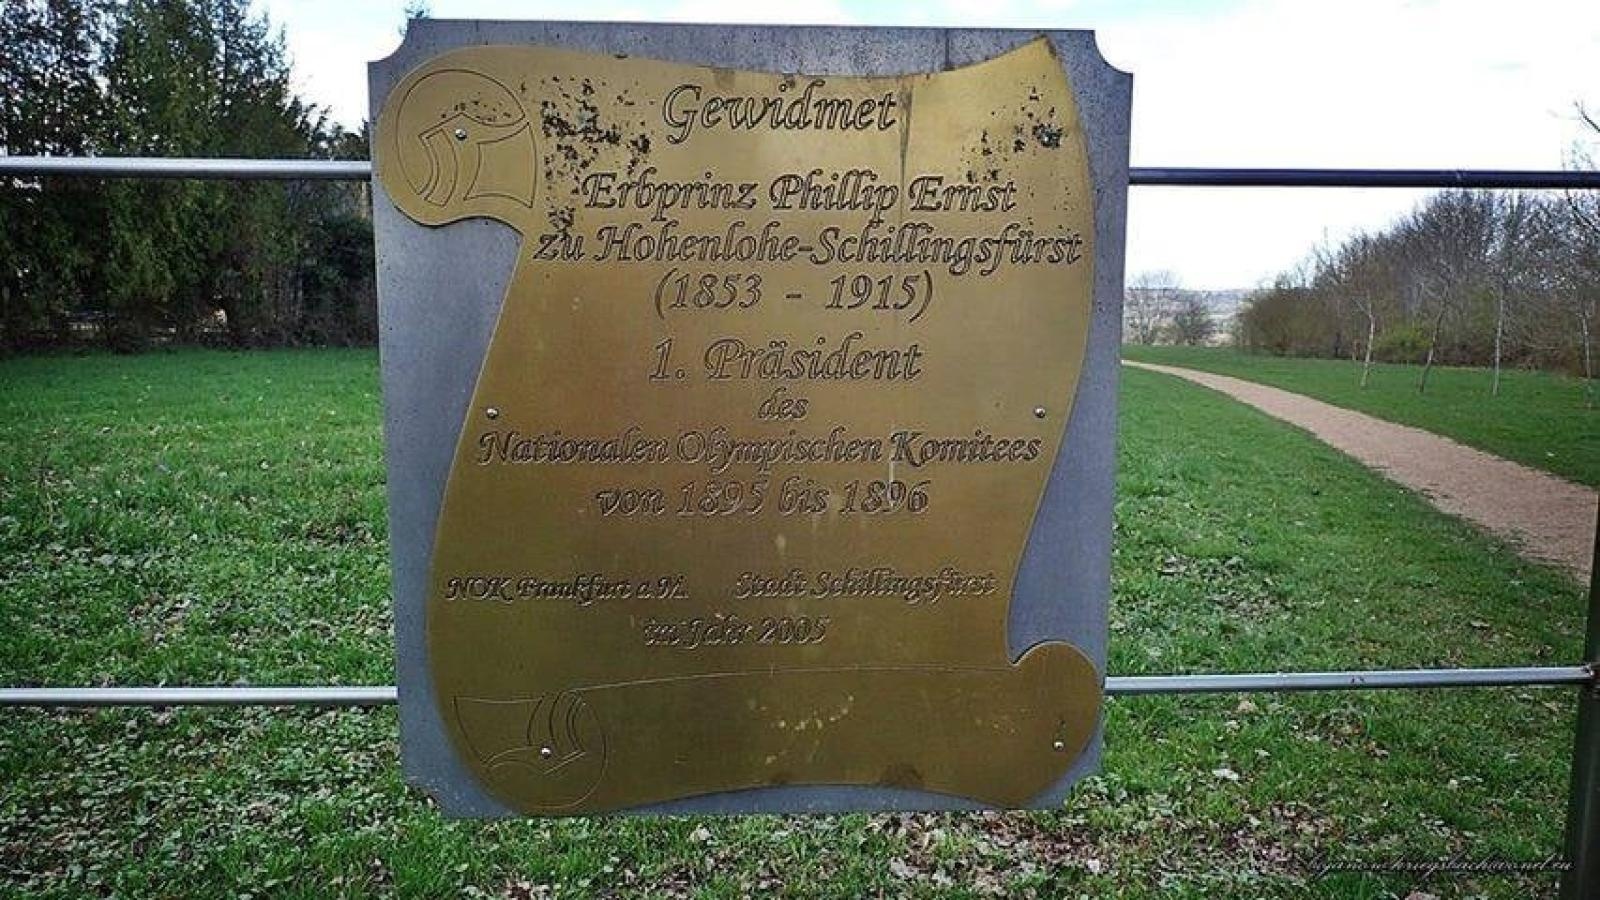 Gewidmet
Erbprinz Phillip Ernst
zu Hohenlohe-Schillingsfürst
(1853 - 1915)
1. Präsident
des
Nationalen Olympischen Komitees
von 1895 bis 1896
NOK Frankfurt a.M. Stadt Schillingsfürst
im Jahr 2005